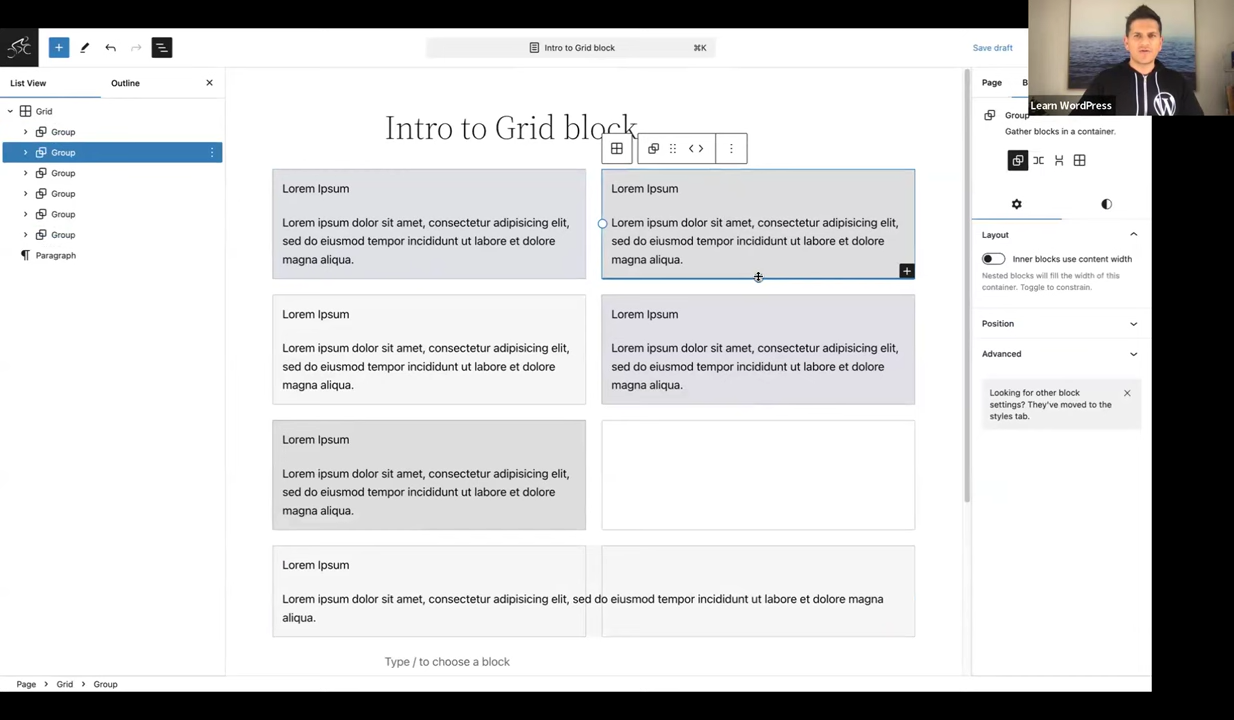 Intro to Grid block
⌘K
Save draft
Learn WordPress
List View
Outline
Grid
Group
Group
Group
Group
Group
Group
Paragraph
Intro to Grid block
Lorem Ipsum
Lorem ipsum dolor sit amet, consectetur adipisicing elit,
sed do eiusmod tempor incididunt ut labore et dolore
magna aliqua.
Lorem Ipsum
Lorem ipsum dolor sit amet, consectetur adipisicing elit,
sed do eiusmod tempor incididunt ut labore et dolore
magna aliqua.
Lorem Ipsum
Lorem ipsum dolor sit amet, consectetur adipisicing elit,
sed do eiusmod tempor incididunt ut labore et dolore
magna aliqua.
Lorem Ipsum
Lorem ipsum dolor sit amet, consectetur adipisicing elit,
sed do eiusmod tempor incididunt ut labore et dolore
magna aliqua.
Lorem Ipsum
Lorem ipsum dolor sit amet, consectetur adipisicing elit,
sed do eiusmod tempor incididunt ut labore et dolore
magna aliqua.
Lorem Ipsum
Lorem ipsum dolor sit amet, consectetur adipisicing elit, sed do eiusmod tempor incididunt ut labore et dolore magna
aliqua.
Type / to choose a block
Page
Group
Gather blocks in a container.
Layout
Inner blocks use content width
Nested blocks will fill the width of this
container. Toggle to constrain.
Position
Advanced
Looking for other block
settings? They've moved to the
styles tab.
Page > Grid > Group